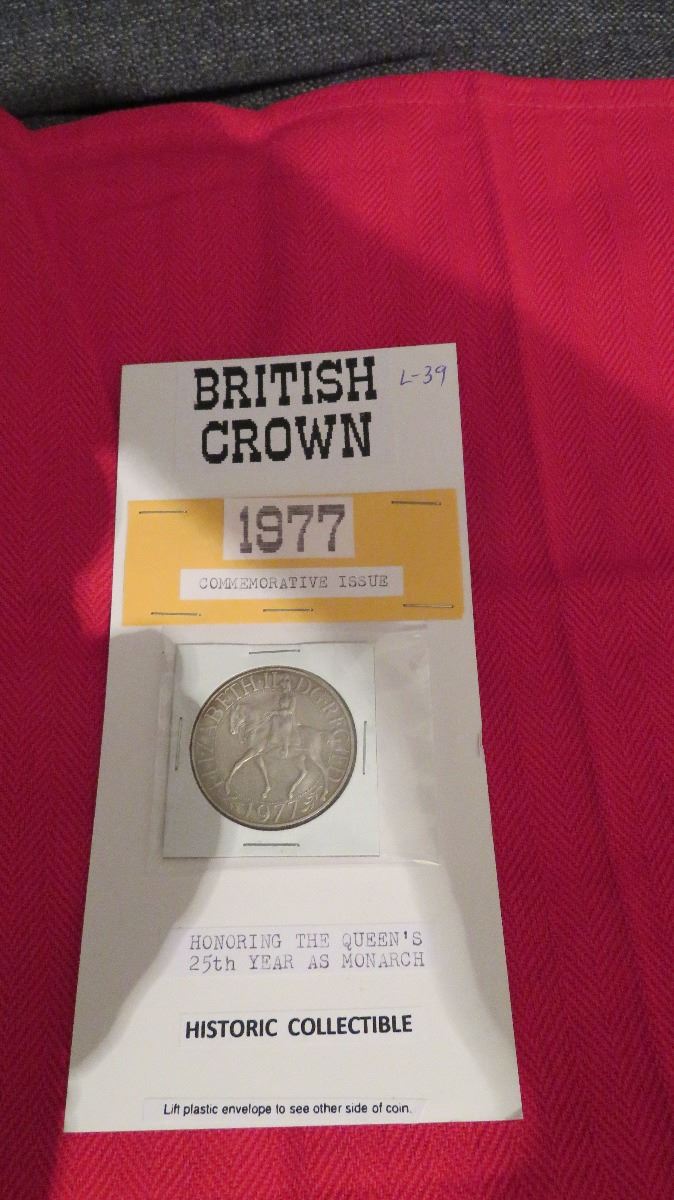 BRITISH
CROWN
L-39
1977
COMMEMORATIVE ISSUE
ELIZABETH·II D·G·REG F·D
1977
HONORING THE QUEEN'S
25th YEAR AS MONARCH
HISTORIC COLLECTIBLE
Lift plastic envelope to see other side of coin.